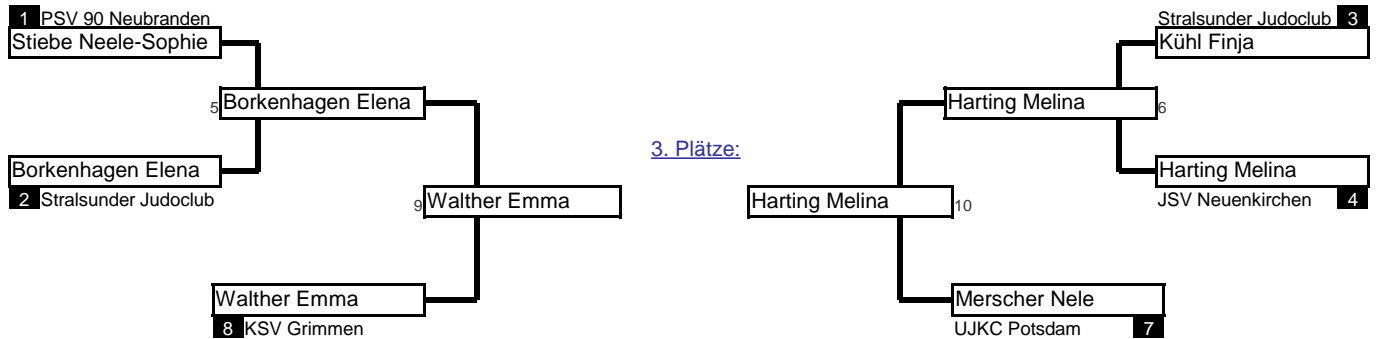 1 PSV 90 Neubranden
Stiebe Neele-Sophie
5 Borkenhagen Elena
Borkenhagen Elena
2 Stralsunder Judoclub
9 Walther Emma
Walther Emma
8 KSV Grimmen
3. Plätze:
Stralsunder Judoclub 3
Kühl Finja
Harting Melina 6
Harting Melina
JSV Neuenkirchen 4
Harting Melina 10
Merscher Nele
UJKC Potsdam 7